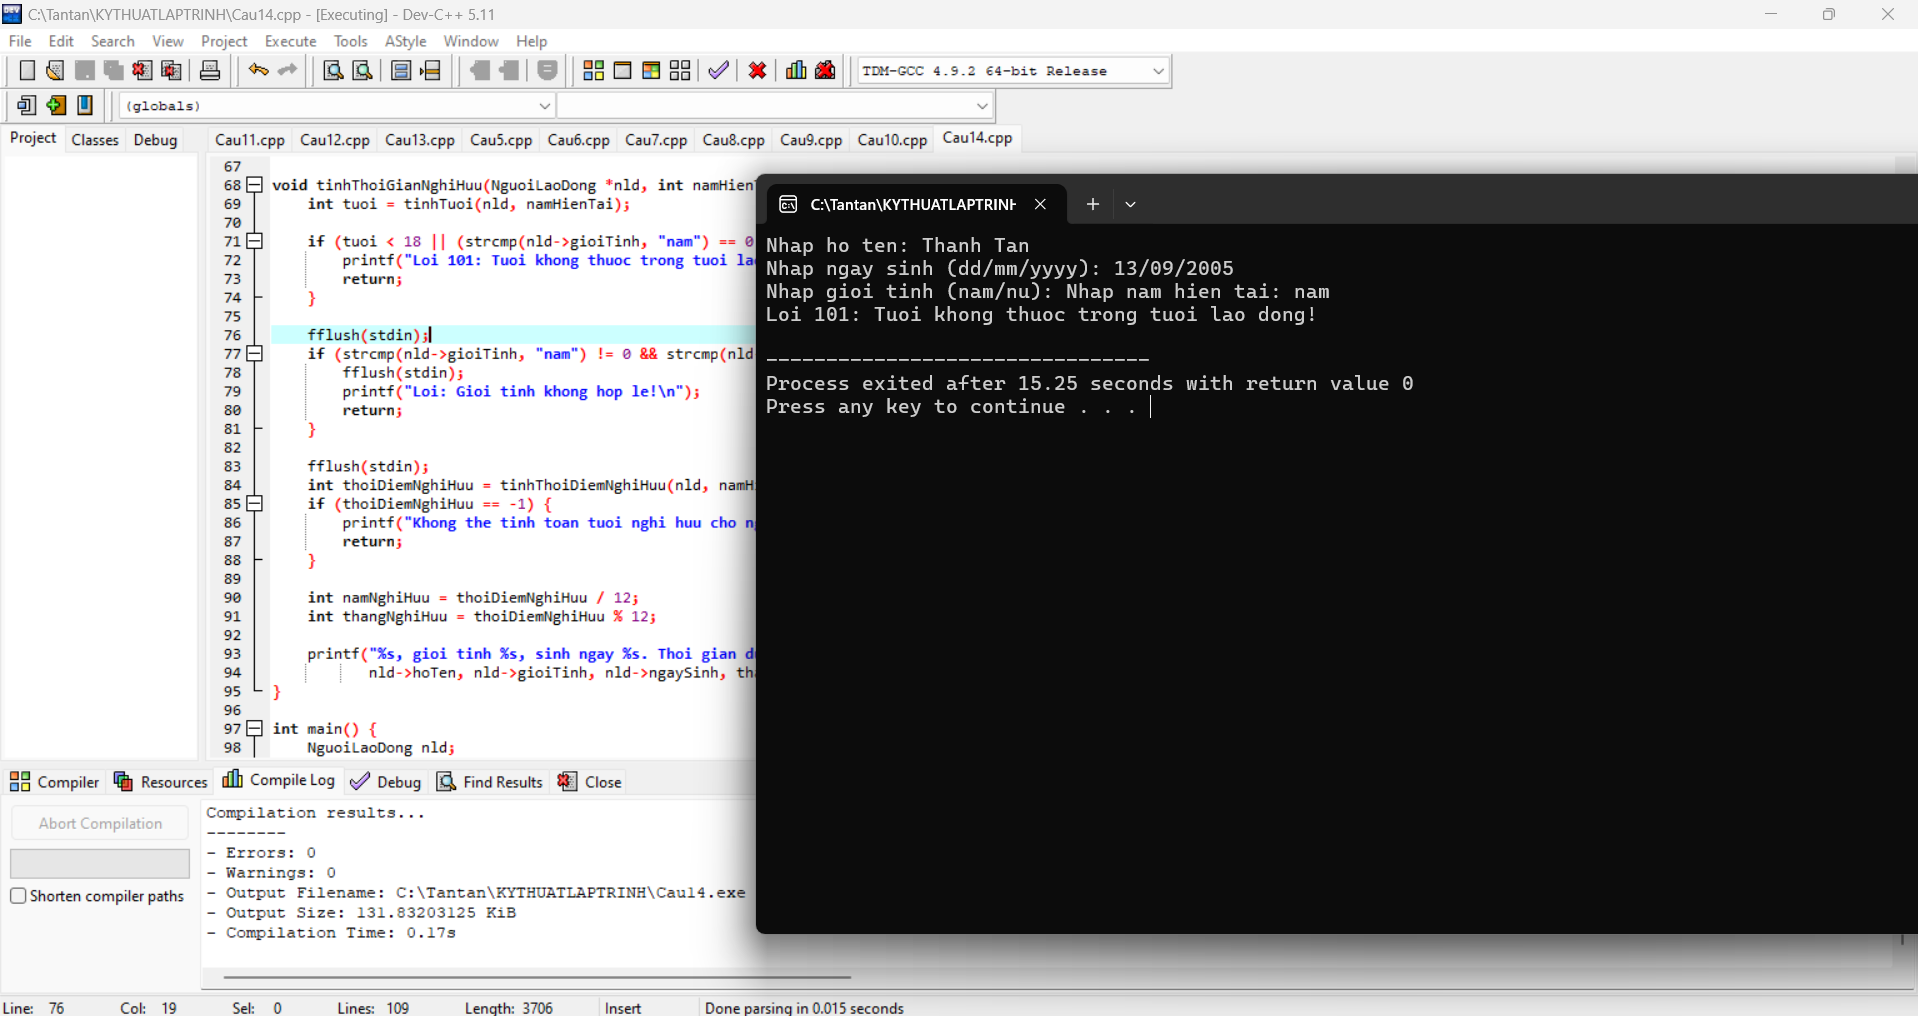 C:\Tantan\KYTHUATLAPTRINH\Cau14.cpp - [Executing] - Dev-C++ 5.11
File Edit Search View Project Execute Tools AStyle Window Help
TDM-GCC 4.9.2 64-bit Release
(globals)
Project Classes Debug
Cau11.cpp Cau12.cpp Cau13.cpp Cau5.cpp Cau6.cpp Cau7.cpp Cau8.cpp Cau9.cpp Cau10.cpp Cau14.cpp
67
68 void tinhThoiGianNghiHuu(NguoiLaoDong *nld, int namHien
69 int tuoi = tinhTuoi(nld, namHienTai);
70
71 if (tuoi < 18 || (strcmp(nld->gioiTinh, "nam") == 0
72 printf("Loi 101: Tuoi khong thuoc trong tuoi la
73 return;
74 }
75
76 fflush(stdin);
77 if (strcmp(nld->gioiTinh, "nam") != 0 && strcmp(nld
78 fflush(stdin);
79 printf("Loi: Gioi tinh khong hop le!\n");
80 return;
81 }
82
83 fflush(stdin);
84 int thoiDiemNghiHuu = tinhThoiDiemNghiHuu(nld, namH
85 if (thoiDiemNghiHuu == -1) {
86 printf("Khong the tinh toan tuoi nghi huu cho n
87 return;
88 }
89
90 int namNghiHuu = thoiDiemNghiHuu / 12;
91 int thangNghiHuu = thoiDiemNghiHuu % 12;
92
93 printf("%s, gioi tinh %s, sinh ngay %s. Thoi gian d
94 nld->hoTen, nld->gioiTinh, nld->ngaySinh, th
95 }
96
97 int main() {
98 NguoiLaoDong nld;
C:\Tantan\KYTHUATLAPTRINH
Nhap ho ten: Thanh Tan
Nhap ngay sinh (dd/mm/yyyy): 13/09/2005
Nhap gioi tinh (nam/nu): Nhap nam hien tai: nam
Loi 101: Tuoi khong thuoc trong tuoi lao dong!
--------------------------------
Process exited after 15.25 seconds with return value 0
Press any key to continue . . .
Compiler Resources Compile Log Debug Find Results Close
Abort Compilation
Shorten compiler paths
Compilation results...
--------
- Errors: 0
- Warnings: 0
- Output Filename: C:\Tantan\KYTHUATLAPTRINH\Cau14.exe
- Output Size: 131.83203125 KiB
- Compilation Time: 0.17s
Line: 76 Col: 19 Sel: 0 Lines: 109 Length: 3706 Insert Done parsing in 0.015 seconds